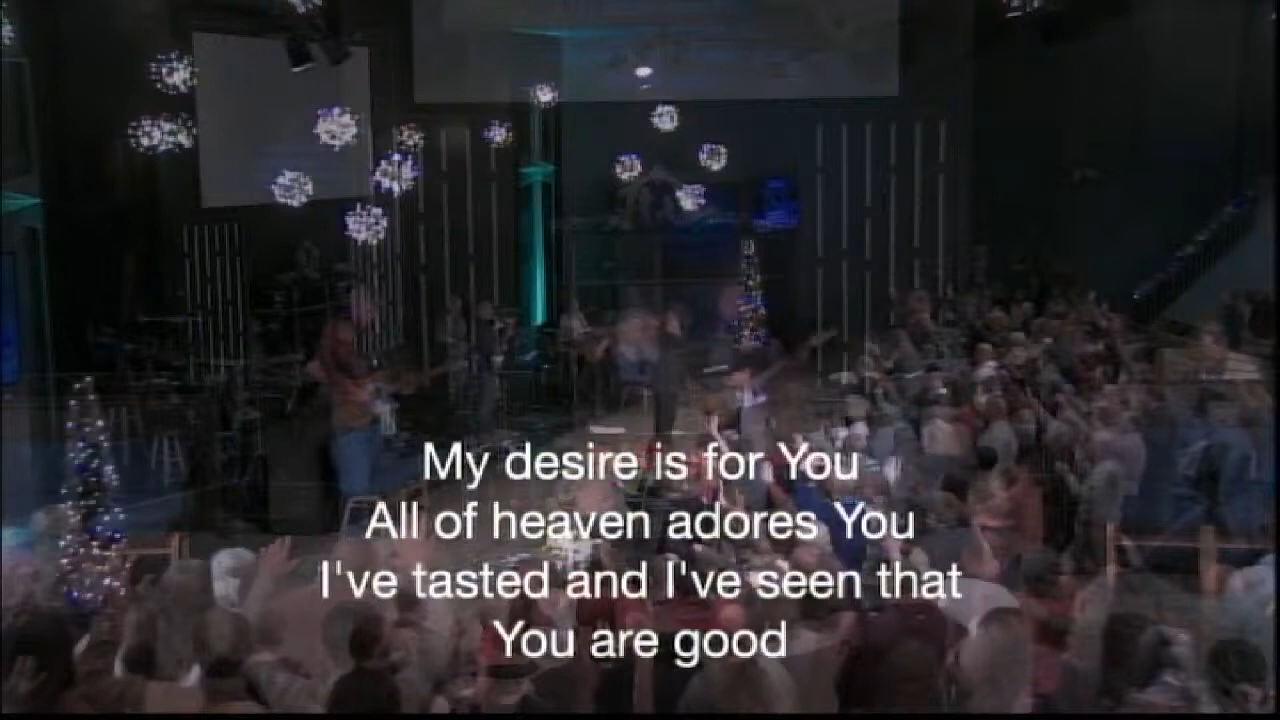 My desire is for You
All of heaven adores You
I've tasted and I've seen that
You are good